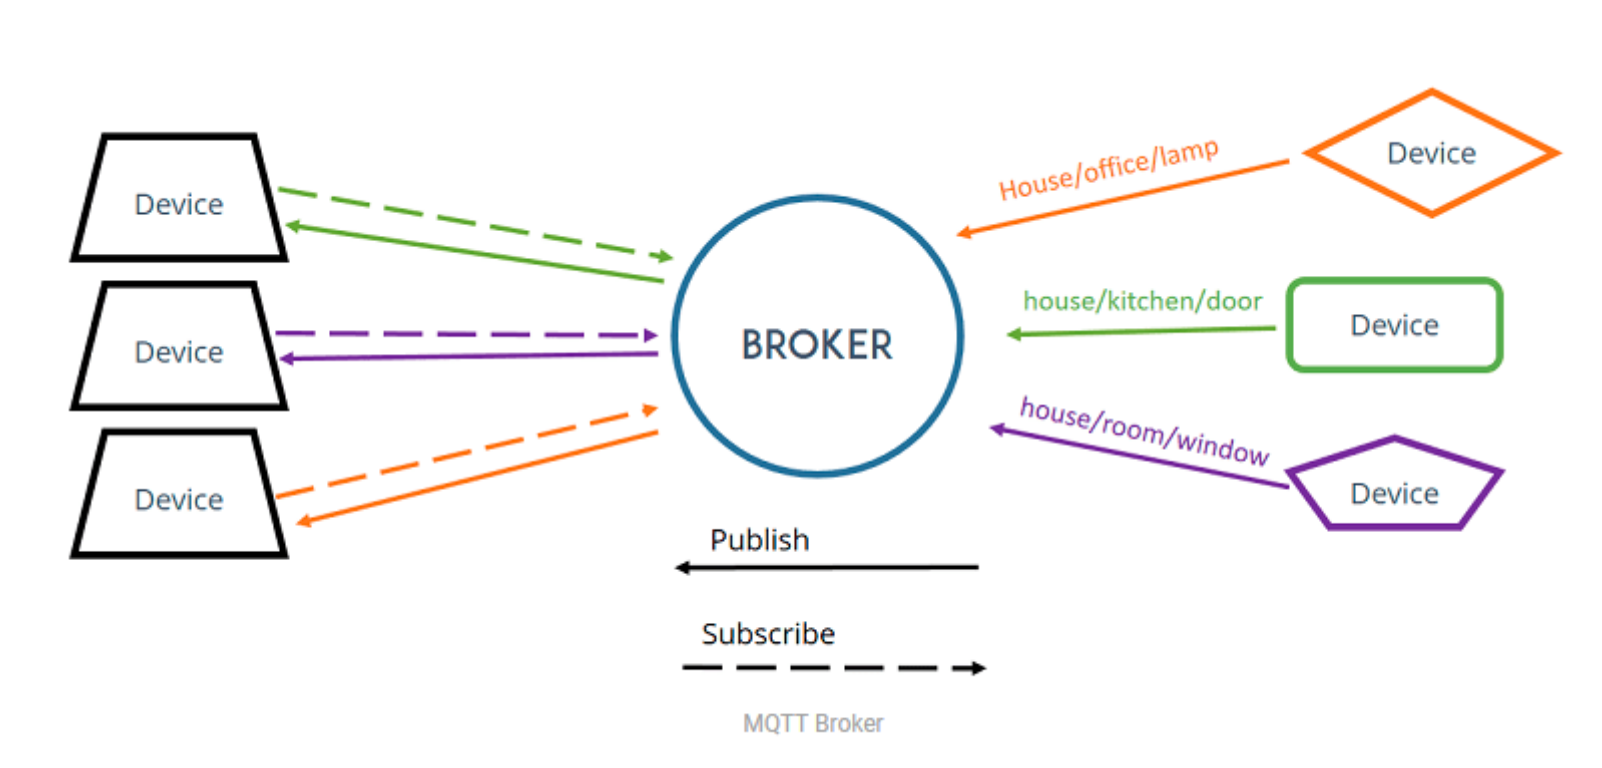 House/office/lamp
Device
Device
house/kitchen/door
Device
BROKER
Device
house/room/window
Device
Device
Publish
Subscribe
MQTT Broker